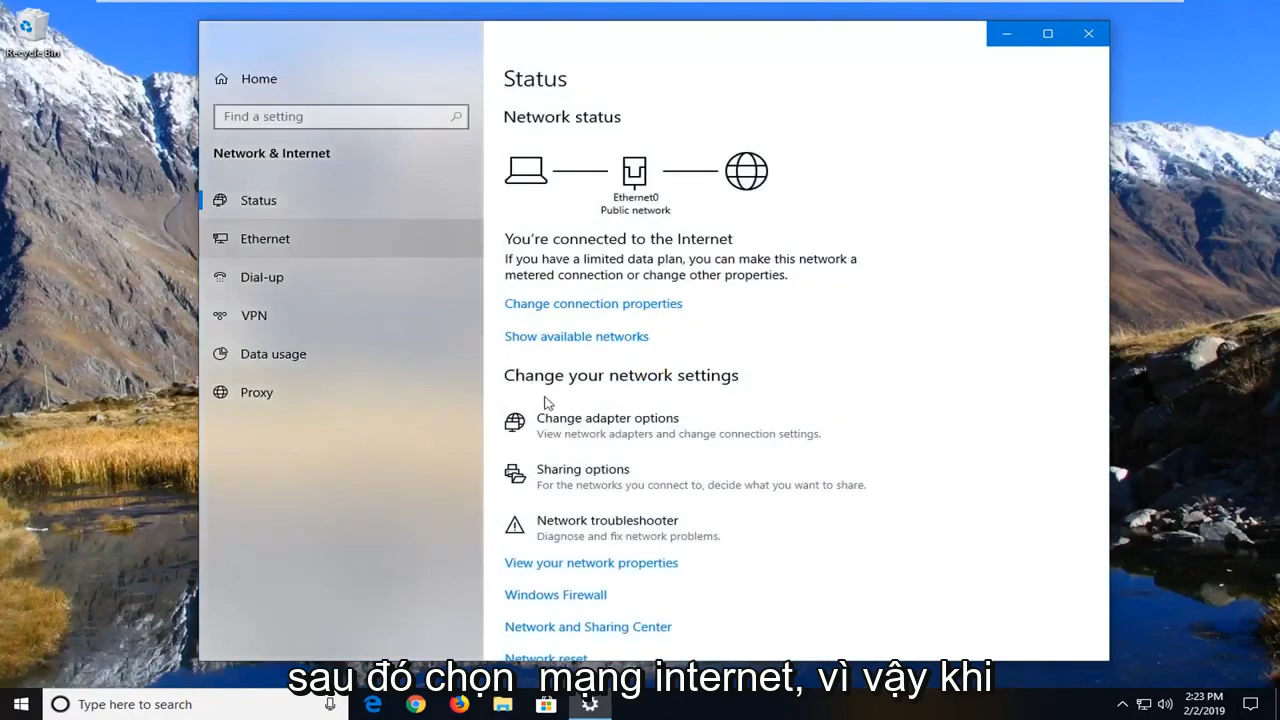 Recycle Bin
Home
Find a setting
Network & Internet
Status
Ethernet
Dial-up
VPN
Data usage
Proxy
Status
Network status
Ethernet0
Public network
You're connected to the Internet
If you have a limited data plan, you can make this network a
metered connection or change other properties.
Change connection properties
Show available networks
Change your network settings
Change adapter options
View network adapters and change connection settings.
Sharing options
For the networks you connect to, decide what you want to share.
Network troubleshooter
Diagnose and fix network problems.
View your network properties
Windows Firewall
Network and Sharing Center
Network reset
sau đó chọn mạng internet, vì vậy khi
Type here to search
2:23 PM
2/2/2019